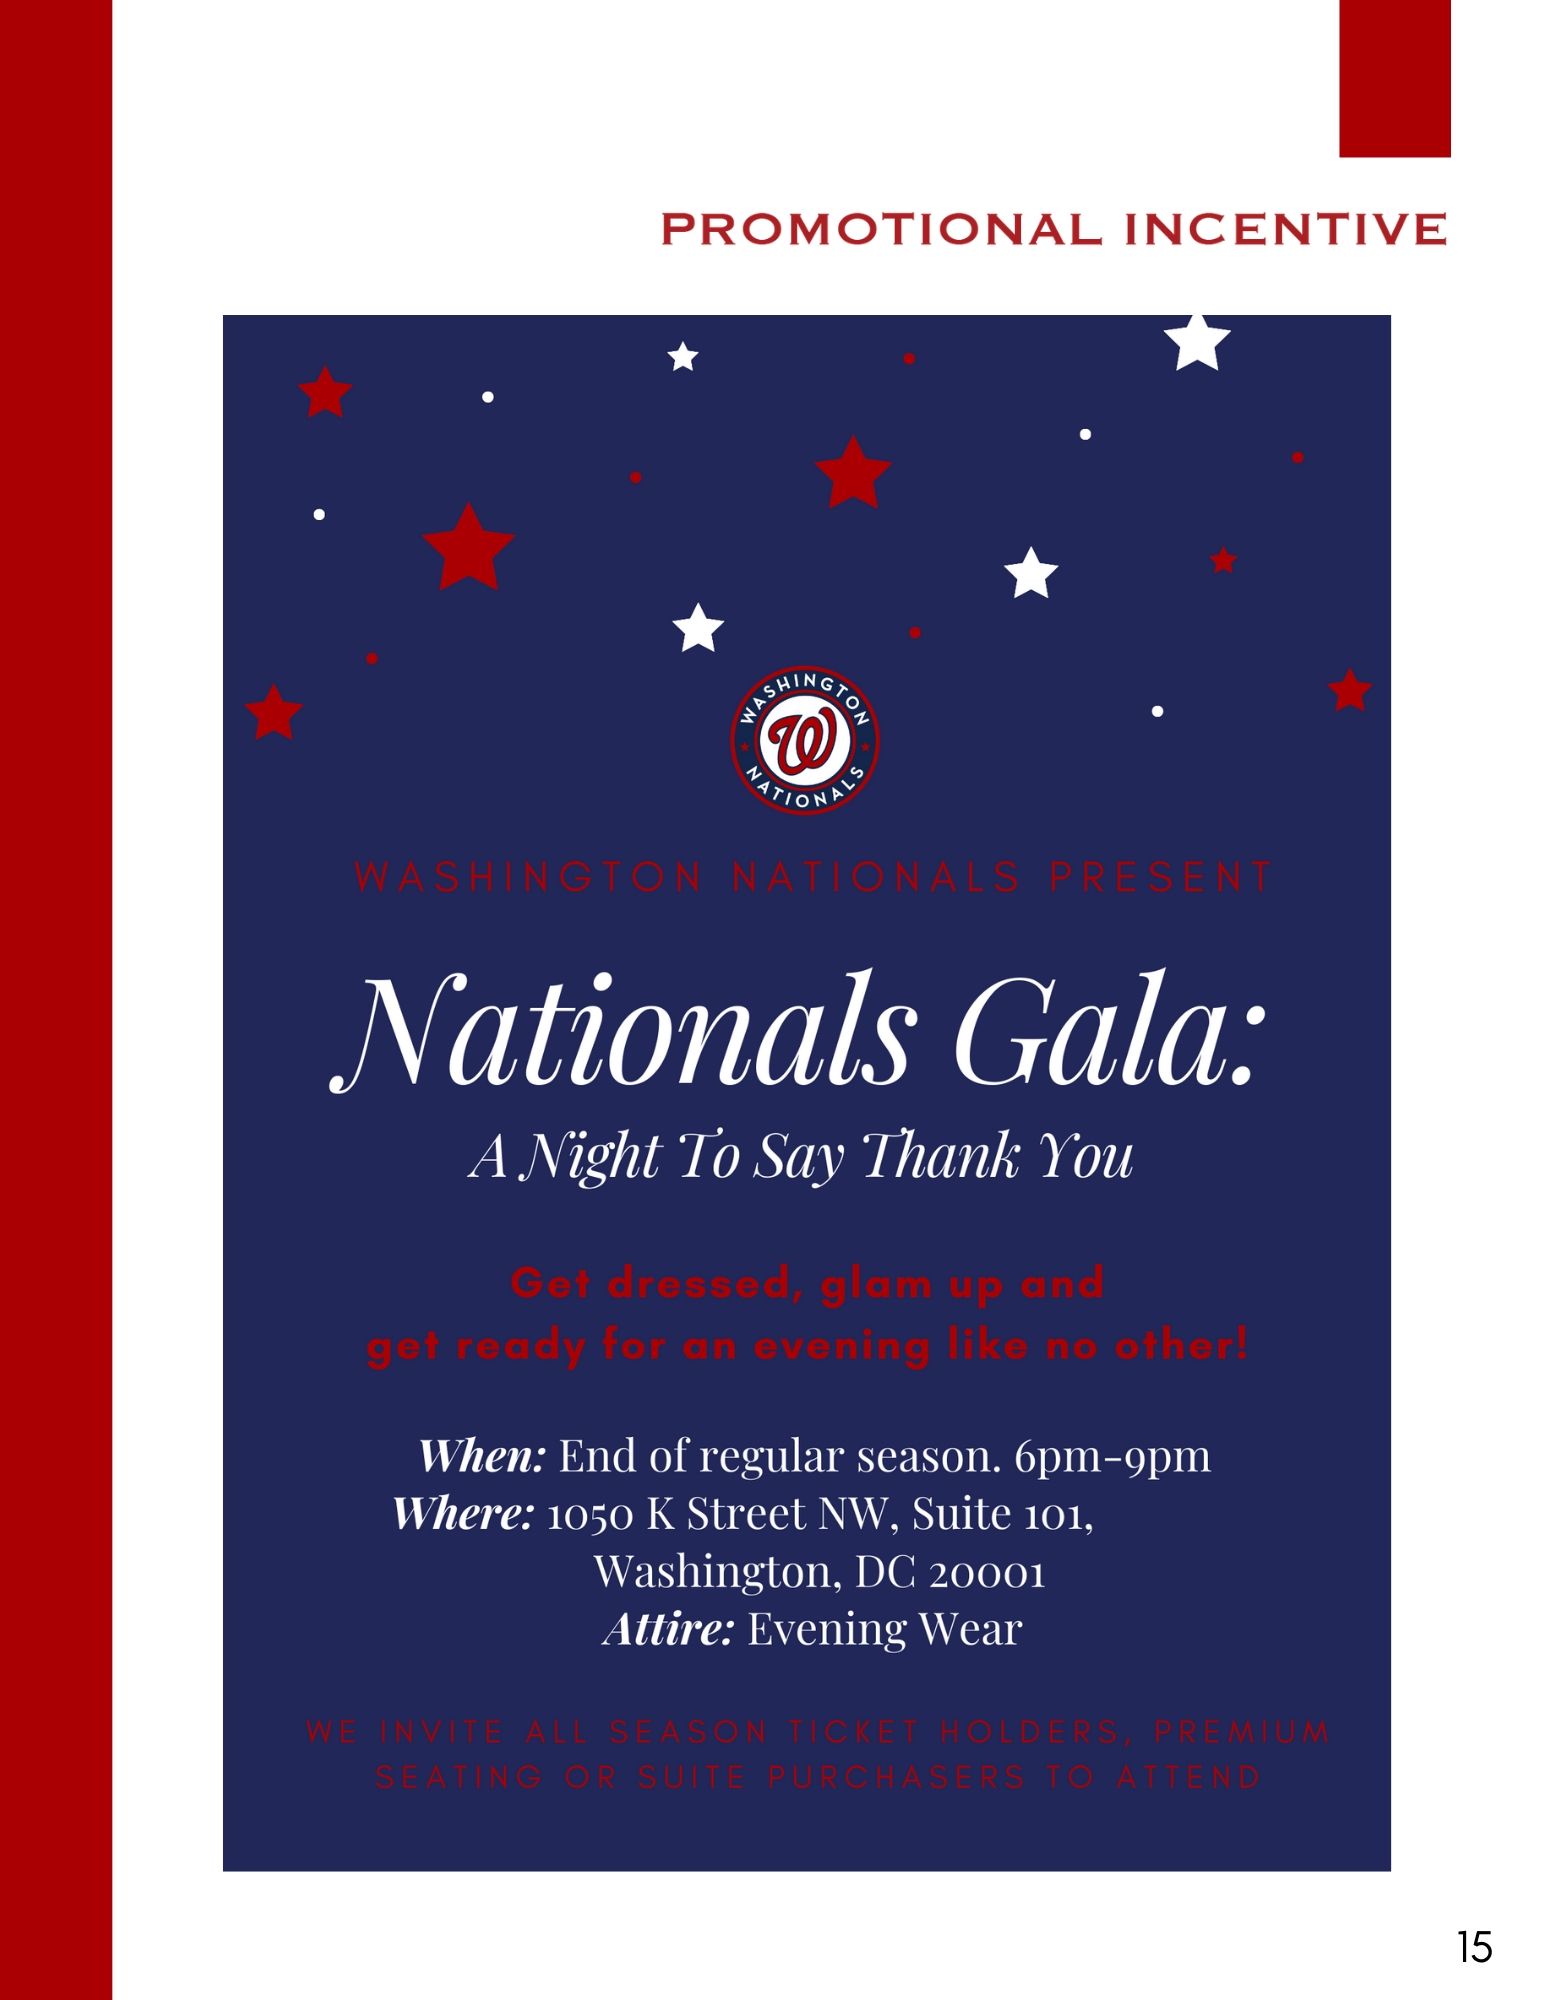 PROMOTIONAL INCENTIVE
WASHINGTON
W
NATIONALS
WASHINGTON NATIONALS PRESENT
Nationals Gala:
A Night To Say Thank You
Get dressed, glam up and
get ready for an evening like no other!
When: End of regular season. 6pm-9pm
Where: 1050 K Street NW, Suite 101,
Washington, DC 20001
Attire: Evening Wear
WE INVITE ALL SEASON TICKET HOLDERS, PREMIUM
SEATING OR SUITE PURCHASERS TO ATTEND
15